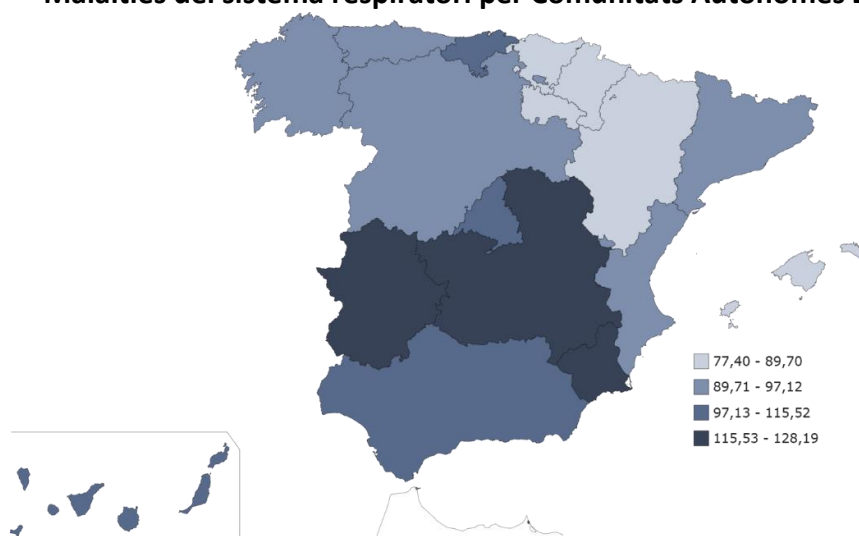 Malalties del sistema respiratori per Comunitats Autònomes
77,40 - 89,70
89,71 - 97,12
97,13 - 115,52
115,53 - 128,19